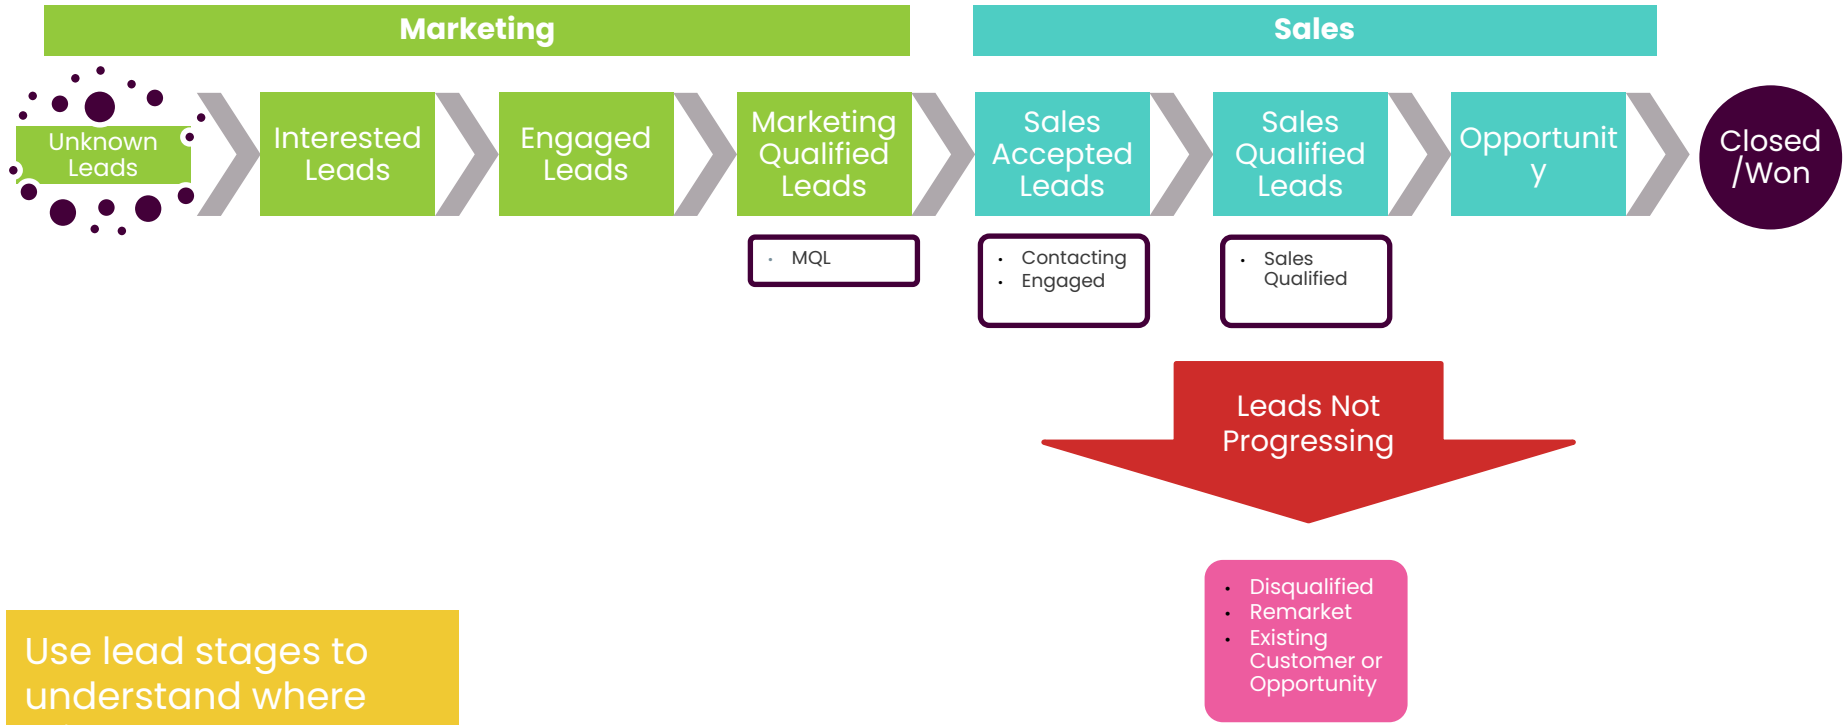 Marketing
Sales
Unknown
Leads
Interested
Leads
Engaged
Leads
Marketing
Qualified
Leads
Sales
Accepted
Leads
Sales
Qualified
Leads
Opportunit
y
Closed
/Won
• MQL
• Contacting
• Engaged
• Sales
Qualified
Leads Not
Progressing
• Disqualified
• Remarket
• Existing
Customer or
Opportunity
Use lead stages to
understand where